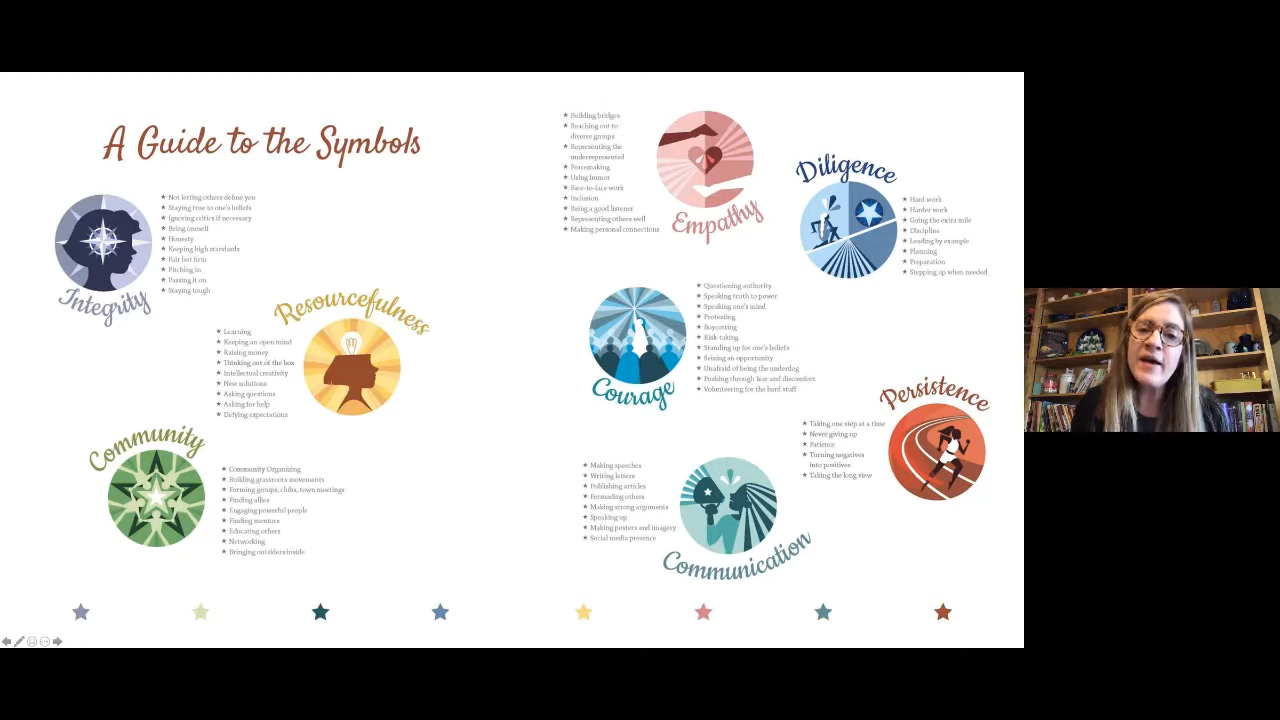 A Guide to the Symbols
Integrity
★ Not letting others define you
★ Staying true to one's beliefs
★ Ignoring critics if necessary
★ Being oneself
★ Honesty
★ Keeping high standards
★ Fair but firm
★ Pitching in
★ Passing it on
★ Staying tough
Resourcefulness
★ Learning
★ Keeping an open mind
★ Raising money
★ Thinking out of the box
★ Intellectual creativity
★ New solutions
★ Asking questions
★ Asking for help
★ Defying expectations
Community
★ Community Organizing
★ Building grassroots movements
★ Forming groups, clubs, town meetings
★ Finding allies
★ Engaging powerful people
★ Finding mentors
★ Educating others
★ Networking
★ Bringing outsiders inside
★ Building bridges
★ Reaching out to
diverse groups
★ Representing the
underrepresented
★ Peacemaking
★ Using humor
★ Face-to-face work
★ Inclusion
★ Being a good listener
★ Representing others well
★ Making personal connections
Empathy
Diligence
★ Hard work
★ Harder work
★ Going the extra mile
★ Discipline
★ Leading by example
★ Planning
★ Preparation
★ Stepping up when needed
Courage
★ Questioning authority
★ Speaking truth to power
★ Speaking one's mind
★ Protesting
★ Boycotting
★ Risk-taking
★ Standing up for one's beliefs
★ Seizing an opportunity
★ Unafraid of being the underdog
★ Pushing through fear and discomfort
★ Volunteering for the hard stuff
Persistence
★ Taking one step at a time
★ Never giving up
★ Patience
★ Turning negatives
into positives
★ Taking the long view
★ Making speeches
★ Writing letters
★ Publishing articles
★ Persuading others
★ Making strong arguments
★ Speaking up
★ Making posters and imagery
★ Social media presence
Communication